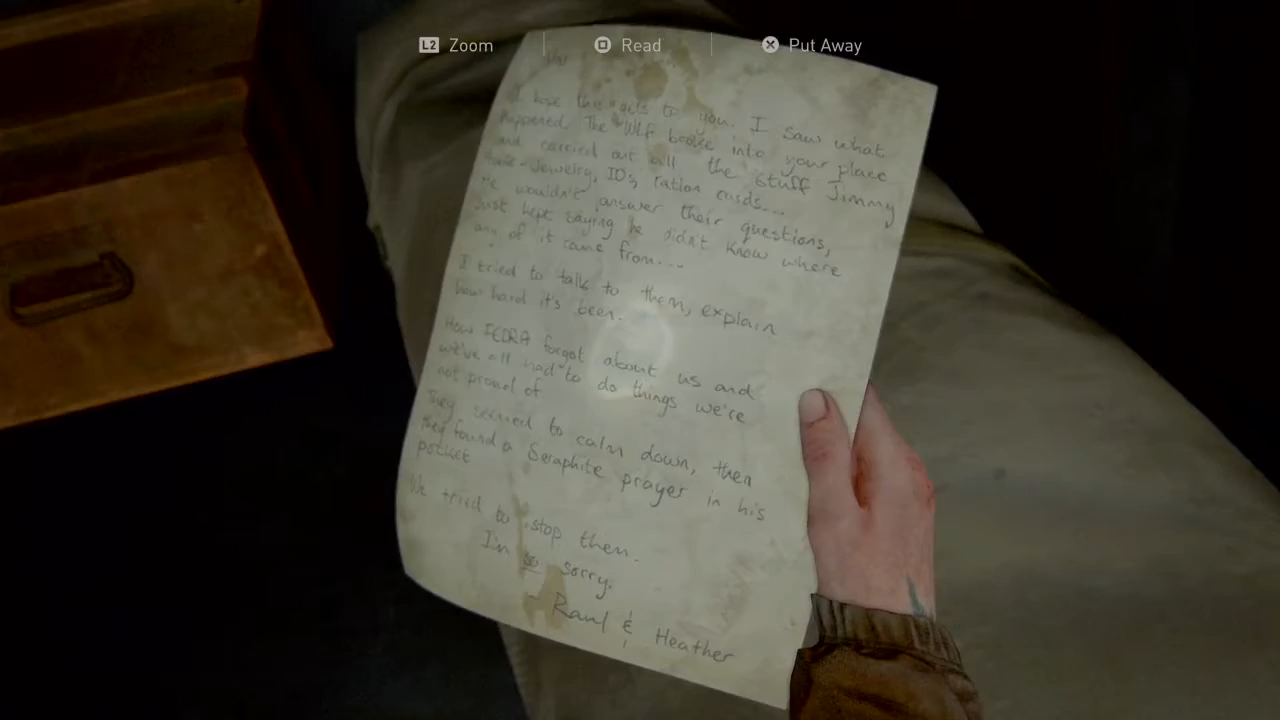 L2 Zoom
Read
Put Away
I hope this gets to you. I saw what
happened. The WLF broke into your place
and carried out all the stuff Jimmy
have - Jewelry, IDs, ration cards....
He wouldn't answer their questions,
Just kept saying he didn't know where
any of it came from....
I tried to talk to them, explain
how hard it's been.
How FEDRA forgot about us and
we've all had to do things we're
not proud of.
They seemed to calm down, then
they found a Seraphite prayer in his
pocket
We tried to stop them.
I'm so sorry.
- Raul & Heather